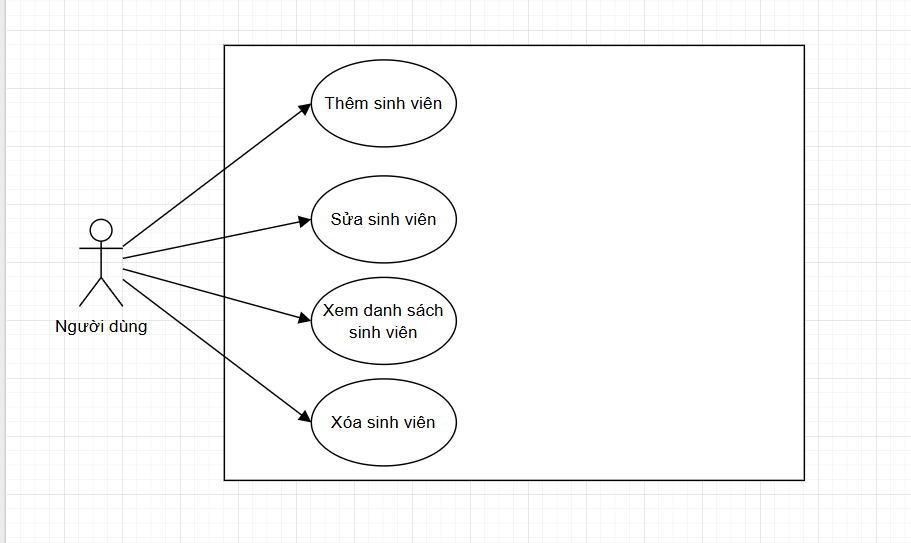 Thêm sinh viên
Sửa sinh viên
Xem danh sách
sinh viên
Người dùng
Xóa sinh viên